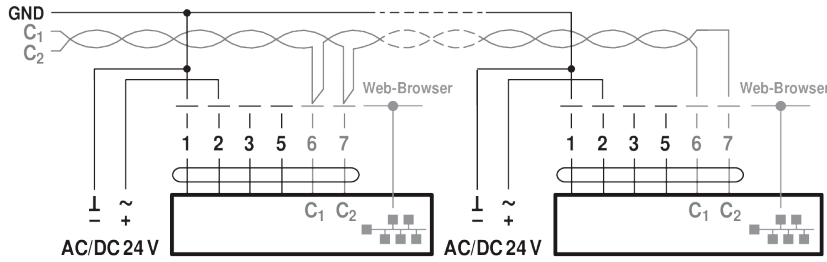 GND
C1
C2
Web-Browser Web-Browser
1 2 3 5 6 7 1 2 3 5 6 7
⊥ ~ C1 C2 ⊥ ~ C1 C2
− + − +
AC/DC 24 V AC/DC 24 V